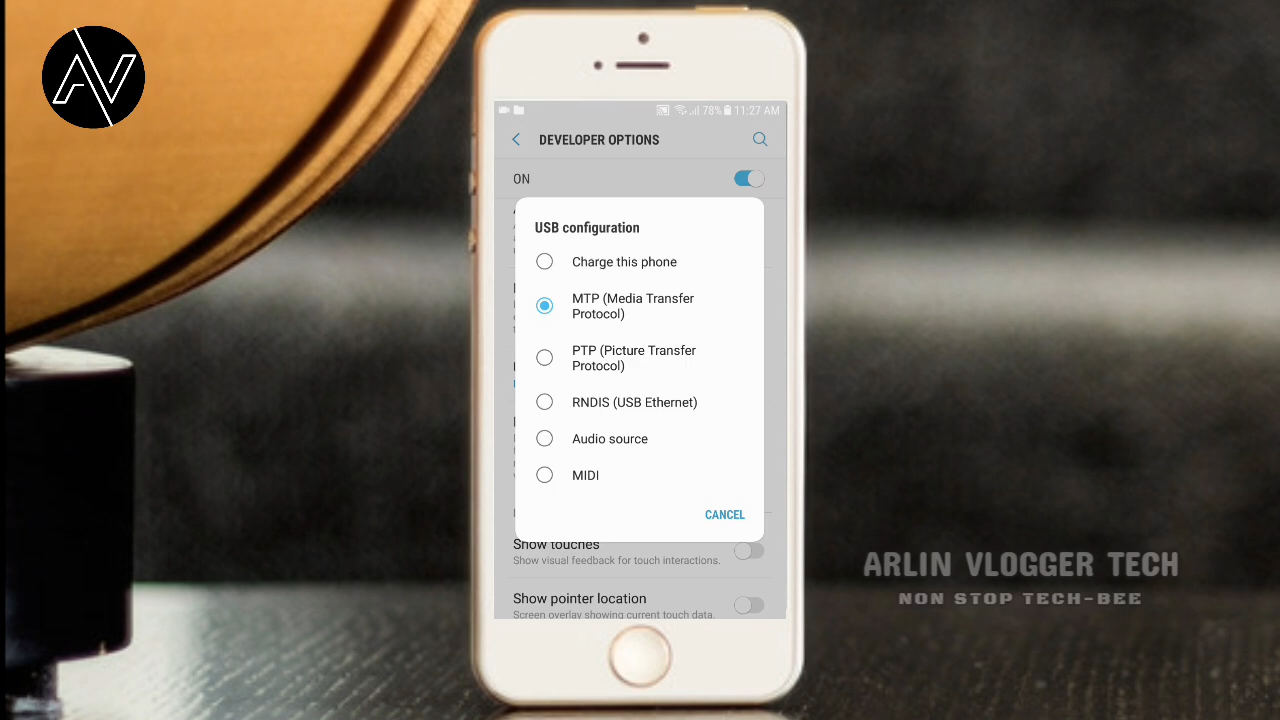 AV
78% 11:27 AM
DEVELOPER OPTIONS
ON
USB configuration
Charge this phone
MTP (Media Transfer
Protocol)
PTP (Picture Transfer
Protocol)
RNDIS (USB Ethernet)
Audio source
MIDI
CANCEL
Show touches
Show visual feedback for touch interactions.
Show pointer location
Screen overlay showing current touch data.
ARLIN VLOGGER TECH
NON STOP TECH-BEE